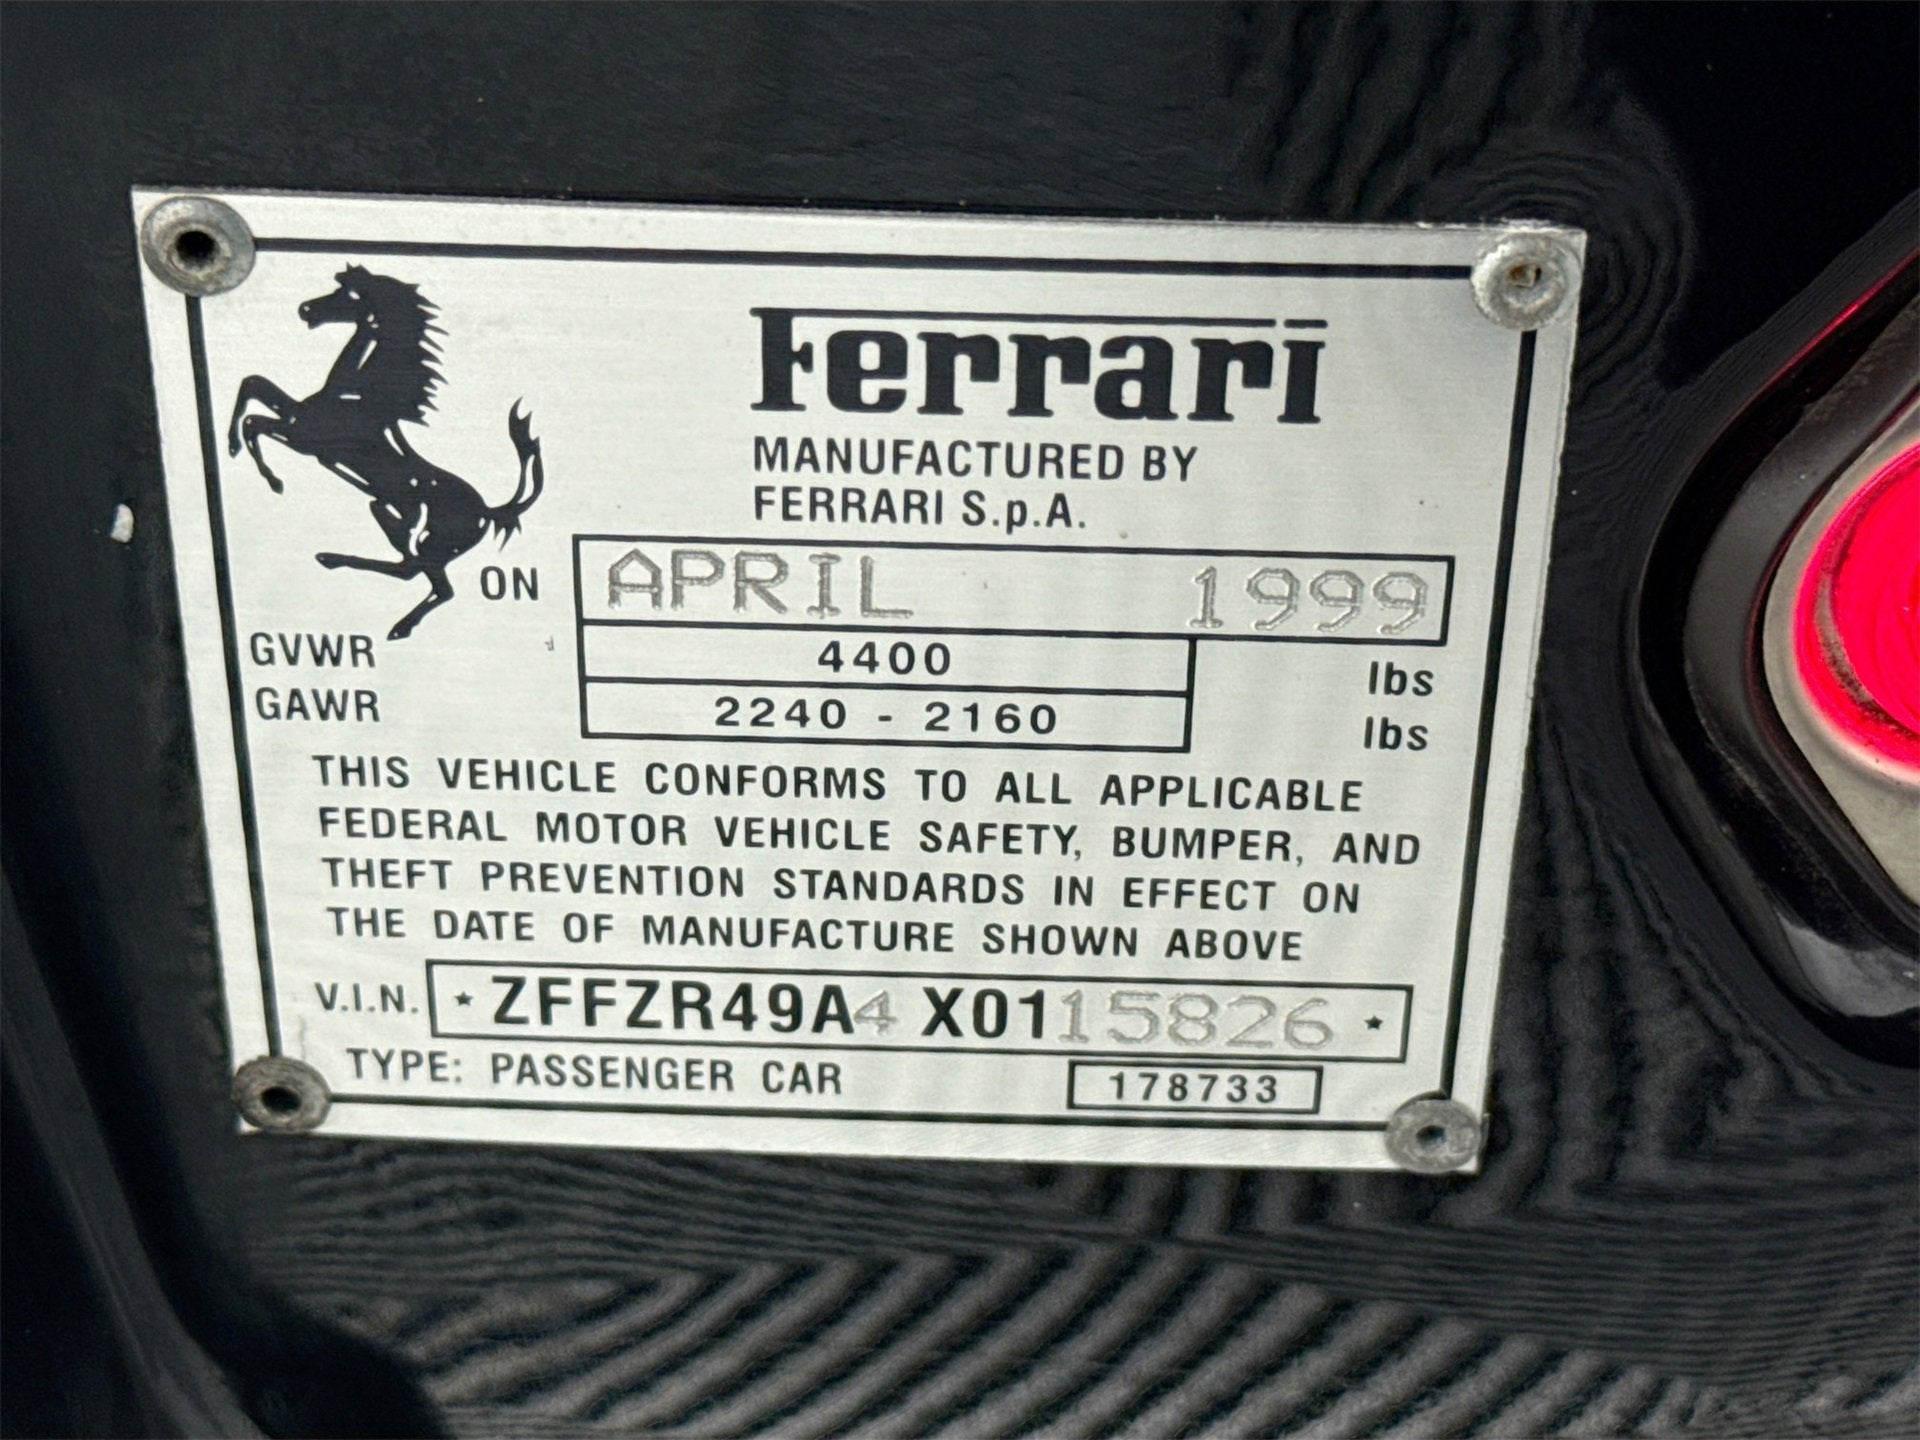 Ferrari
MANUFACTURED BY
FERRARI S.p.A.
ON APRIL 1999
GVWR 4400 lbs
GAWR 2240 - 2160 lbs
THIS VEHICLE CONFORMS TO ALL APPLICABLE
FEDERAL MOTOR VEHICLE SAFETY, BUMPER, AND
THEFT PREVENTION STANDARDS IN EFFECT ON
THE DATE OF MANUFACTURE SHOWN ABOVE
V.I.N. * ZFFZR49A4 X0115826 *
TYPE: PASSENGER CAR 178733